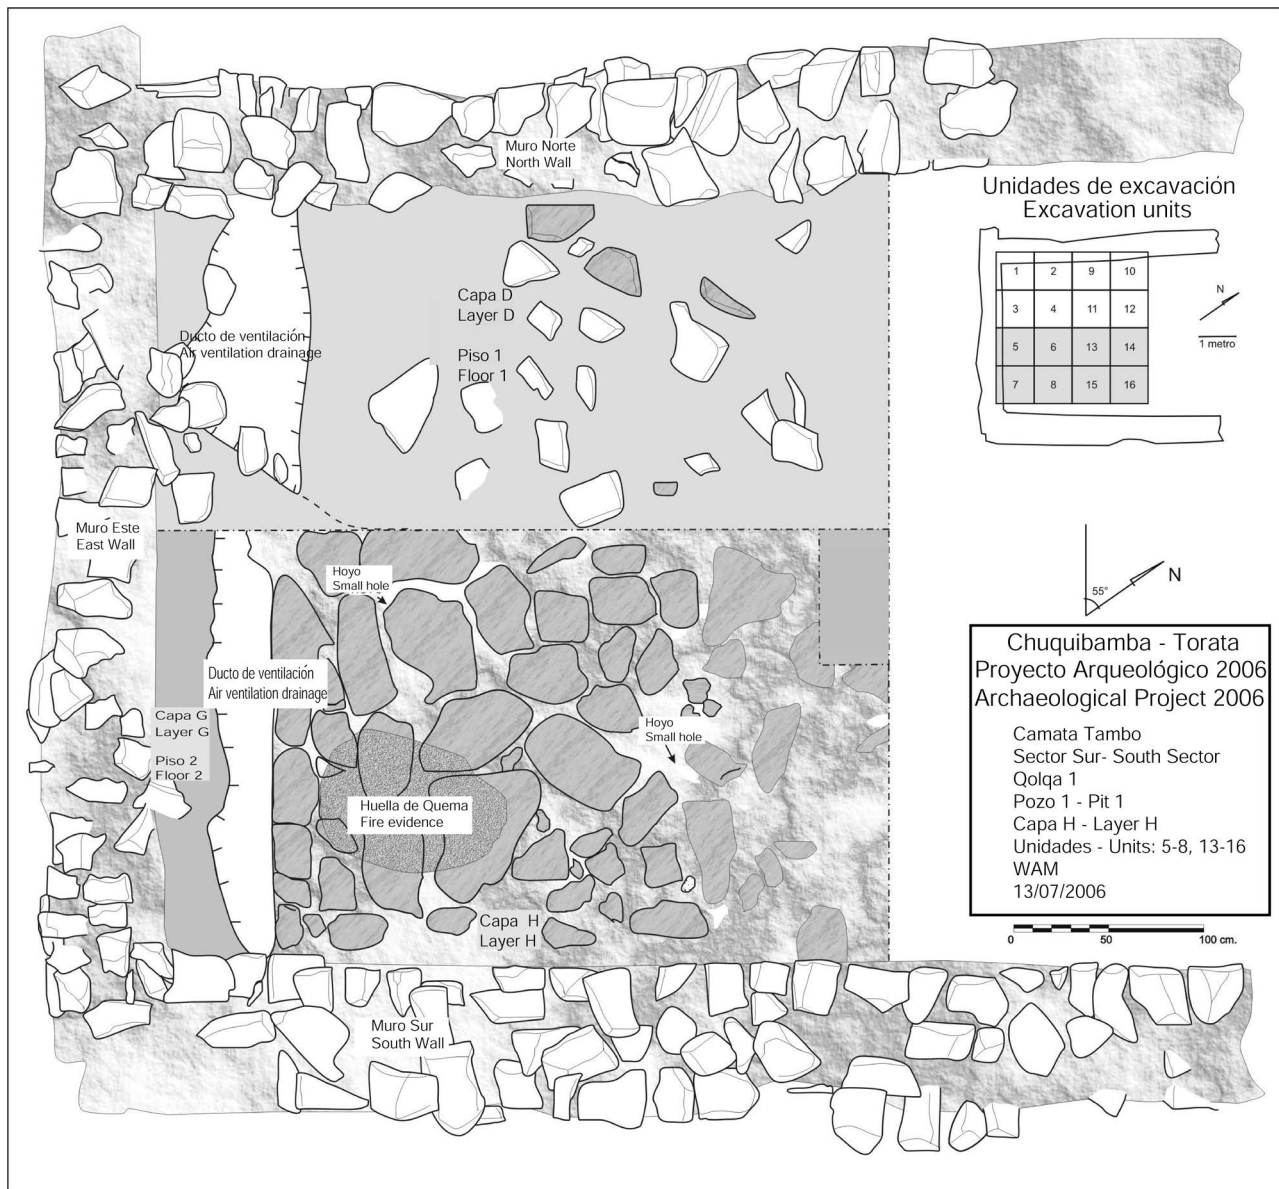 Muro Norte
North Wall
Unidades de excavación
Excavation units
1 2 9 10
3 4 11 12
5 6 13 14
7 8 15 16
N
1 metro
Capa D
Layer D
Piso 1
Floor 1
Ducto de ventilación
Air ventilation drainage
Muro Este
East Wall
Hoyo
Small hole
Ducto de ventilación
Air ventilation drainage
Capa G
Layer G
Piso 2
Floor 2
Hoyo
Small hole
Huella de Quema
Fire evidence
Capa H
Layer H
Muro Sur
South Wall
55°
N
Chuquibamba - Torata
Proyecto Arqueológico 2006
Archaeological Project 2006
Camata Tambo
Sector Sur- South Sector
Qolqa 1
Pozo 1 - Pit 1
Capa H - Layer H
Unidades - Units: 5-8, 13-16
WAM
13/07/2006
0 50 100 cm.